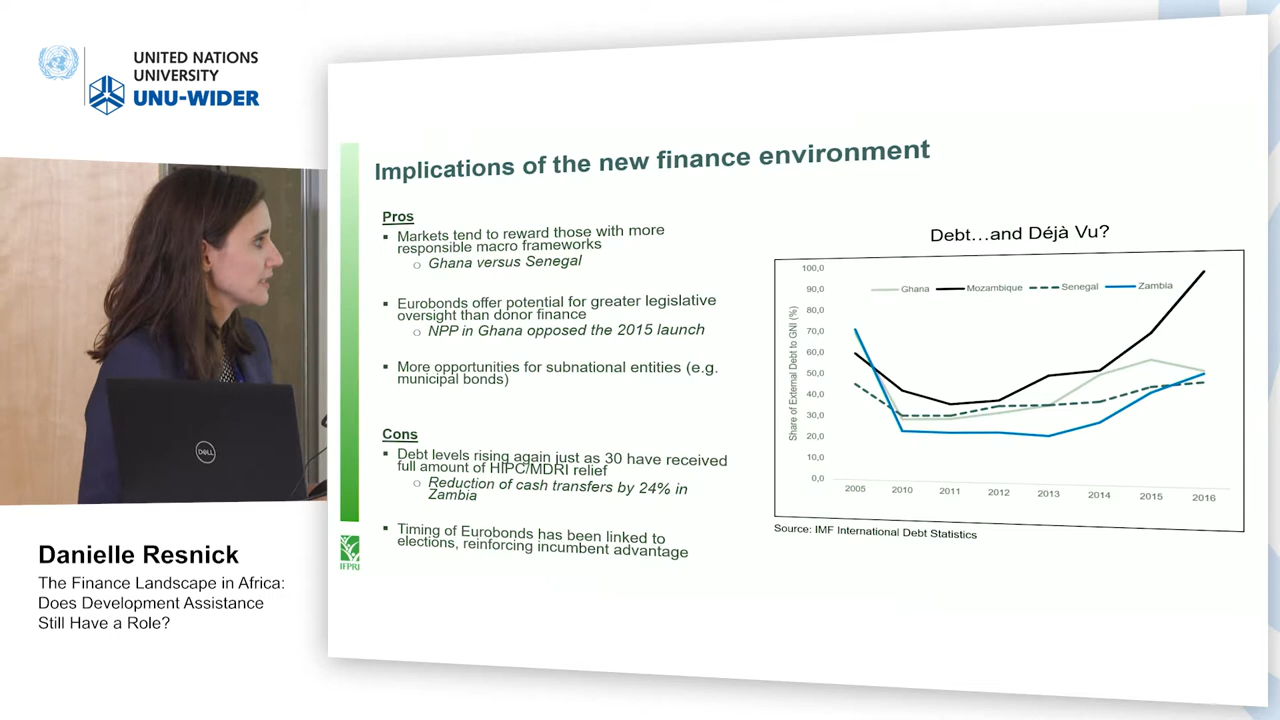 UNITED NATIONS
UNIVERSITY
UNU-WIDER
Implications of the new finance environment
Pros
▪ Markets tend to reward those with more
responsible macro frameworks
o Ghana versus Senegal
▪ Eurobonds offer potential for greater legislative
oversight than donor finance
o NPP in Ghana opposed the 2015 launch
▪ More opportunities for subnational entities (e.g.
municipal bonds)
Cons
▪ Debt levels rising again just as 30 have received
full amount of HIPC/MDRI relief
o Reduction of cash transfers by 24% in
Zambia
▪ Timing of Eurobonds has been linked to
elections, reinforcing incumbent advantage
IFPRI
Debt…and Déjà Vu?
Share of External Debt to GNI (%)
100,0
90,0
80,0
70,0
60,0
50,0
40,0
30,0
20,0
10,0
,0
Ghana Mozambique Senegal Zambia
2005 2010 2011 2012 2013 2014 2015 2016
Source: IMF International Debt Statistics
DELL
Danielle Resnick
The Finance Landscape in Africa:
Does Development Assistance
Still Have a Role?